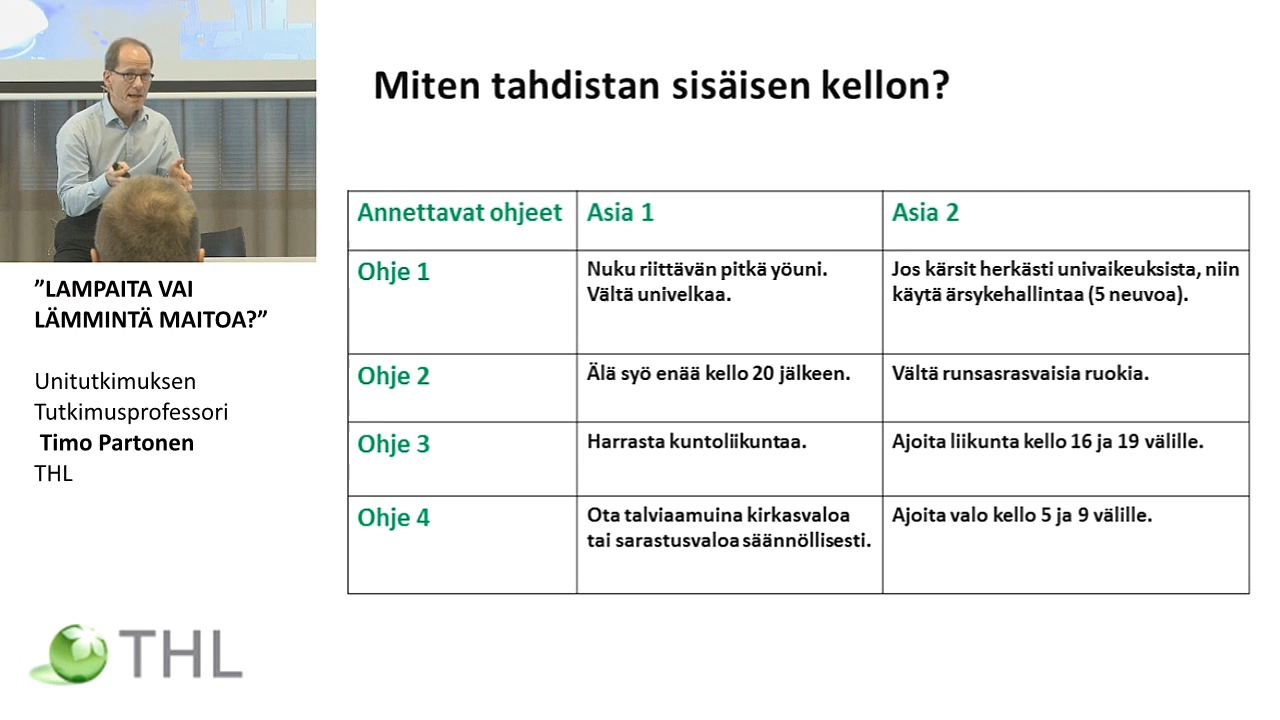 Miten tahdistan sisäisen kellon?
Annettavat ohjeet Asia 1 Asia 2
Ohje 1 Nuku riittävän pitkä yöuni. Jos kärsit herkästi univaikeuksista, niin
Vältä univelkaa. käytä ärsykehallintaa (5 neuvoa).
Ohje 2 Älä syö enää kello 20 jälkeen. Vältä runsasrasvaisia ruokia.
Ohje 3 Harrasta kuntoliikuntaa. Ajoita liikunta kello 16 ja 19 välille.
Ohje 4 Ota talviaamuina kirkasvaloa Ajoita valo kello 5 ja 9 välille.
tai sarastusvaloa säännöllisesti.
”LAMPAITA VAI
LÄMMINTÄ MAITOA?”
Unitutkimuksen
Tutkimusprofessori
Timo Partonen
THL
THL